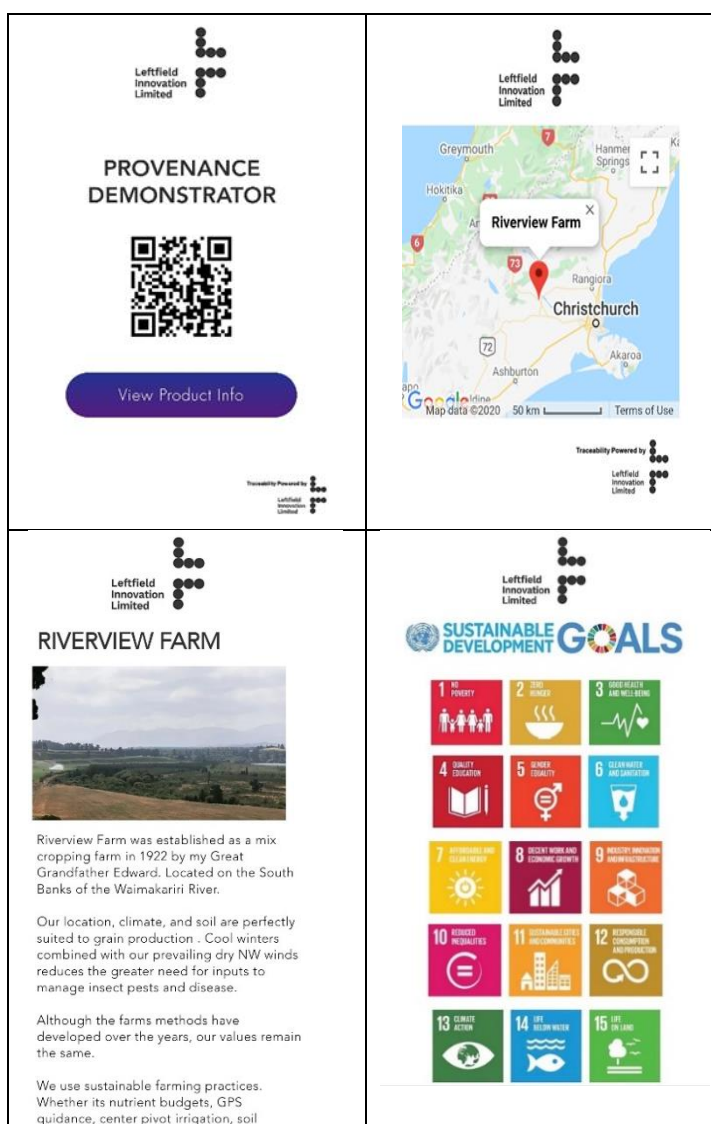 Leftfield
Innovation
Limited
PROVENANCE
DEMONSTRATOR
View Product Info
Traceability Powered by
Leftfield
Innovation
Limited
Leftfield
Innovation
Limited
7
Greymouth
Hanmer
Springs
Hokitika
Riverview Farm
6
73
Rangiora
Christchurch
72
Akaroa
Ashburton
Google
Map data ©2020 50 km Terms of Use
Traceability Powered by
Leftfield
Innovation
Limited
Leftfield
Innovation
Limited
RIVERVIEW FARM
Riverview Farm was established as a mix
cropping farm in 1922 by my Great
Grandfather Edward. Located on the South
Banks of the Waimakariri River.
Our location, climate, and soil are perfectly
suited to grain production . Cool winters
combined with our prevailing dry NW winds
reduces the greater need for inputs to
manage insect pests and disease.
Although the farms methods have
developed over the years, our values remain
the same.
We use sustainable farming practices.
Whether its nutrient budgets, GPS
guidance, center pivot irrigation, soil
Leftfield
Innovation
Limited
SUSTAINABLE
DEVELOPMENT GOALS
1 NO
POVERTY
2 ZERO
HUNGER
3 GOOD HEALTH
AND WELL-BEING
4 QUALITY
EDUCATION
5 GENDER
EQUALITY
6 CLEAN WATER
AND SANITATION
7 AFFORDABLE AND
CLEAN ENERGY
8 DECENT WORK AND
ECONOMIC GROWTH
9 INDUSTRY, INNOVATION
AND INFRASTRUCTURE
10 REDUCED
INEQUALITIES
11 SUSTAINABLE CITIES
AND COMMUNITIES
12 RESPONSIBLE
CONSUMPTION
AND PRODUCTION
13 CLIMATE
ACTION
14 LIFE
BELOW WATER
15 LIFE
ON LAND